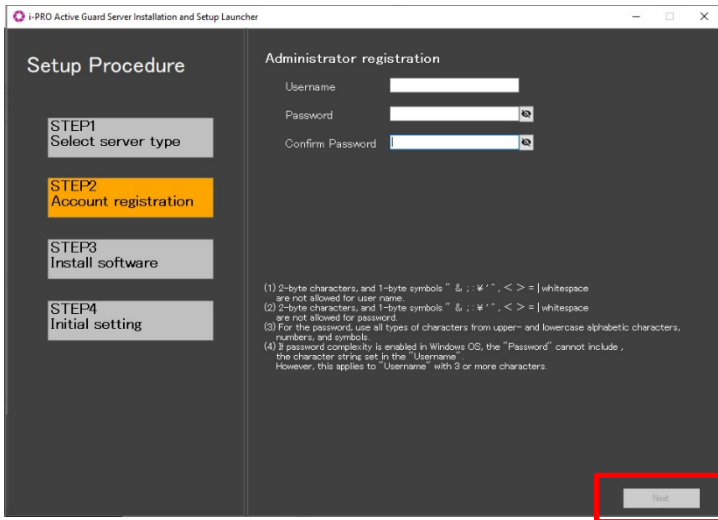 i-PRO Active Guard Server Installation and Setup Launcher
Setup Procedure
STEP1
Select server type
STEP2
Account registration
STEP3
Install software
STEP4
Initial setting
Administrator registration
Username
Password
Confirm Password
(1) 2-byte characters, and 1-byte symbols " & ; : ¥ ' ^ , < > = | whitespace
are not allowed for user name.
(2) 2-byte characters, and 1-byte symbols " & ; : ¥ ' ^ , < > = | whitespace
are not allowed for password.
(3) For the password, use all types of characters from upper- and lowercase alphabetic characters,
numbers, and symbols.
(4) If password complexity is enabled in Windows OS, the "Password" cannot include ,
the character string set in the "Username".
However, this applies to "Username" with 3 or more characters.
Next